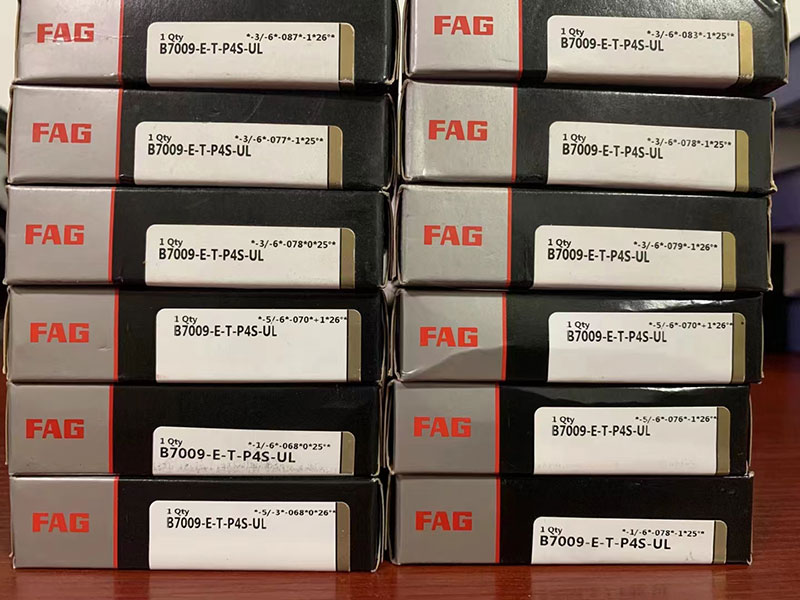 FAG
1 Qty *-3/-6*-087*-1*26°*
B7009-E-T-P4S-UL
FAG
1 Qty *-3/-6*-083*-1*25°*
B7009-E-T-P4S-UL
FAG
1 Qty *-3/-6*-077*-1*25°*
B7009-E-T-P4S-UL
FAG
1 Qty *-3/-6*-078*-1*25°*
B7009-E-T-P4S-UL
FAG
1 Qty *-3/-6*-078*0*25°*
B7009-E-T-P4S-UL
FAG
1 Qty *-3/-6*-079*-1*26°*
B7009-E-T-P4S-UL
FAG
1 Qty *-5/-6*-070*+1*26°*
B7009-E-T-P4S-UL
FAG
1 Qty *-5/-6*-070*+1*26°*
B7009-E-T-P4S-UL
FAG
1 Qty *-1/-6*-068*0*25°*
B7009-E-T-P4S-UL
FAG
1 Qty *-5/-6*-076*-1*26°*
B7009-E-T-P4S-UL
FAG
1 Qty *-5/-3*-068*0*26°*
B7009-E-T-P4S-UL
FAG
1 Qty *-1/-6*-078*-1*25°*
B7009-E-T-P4S-UL